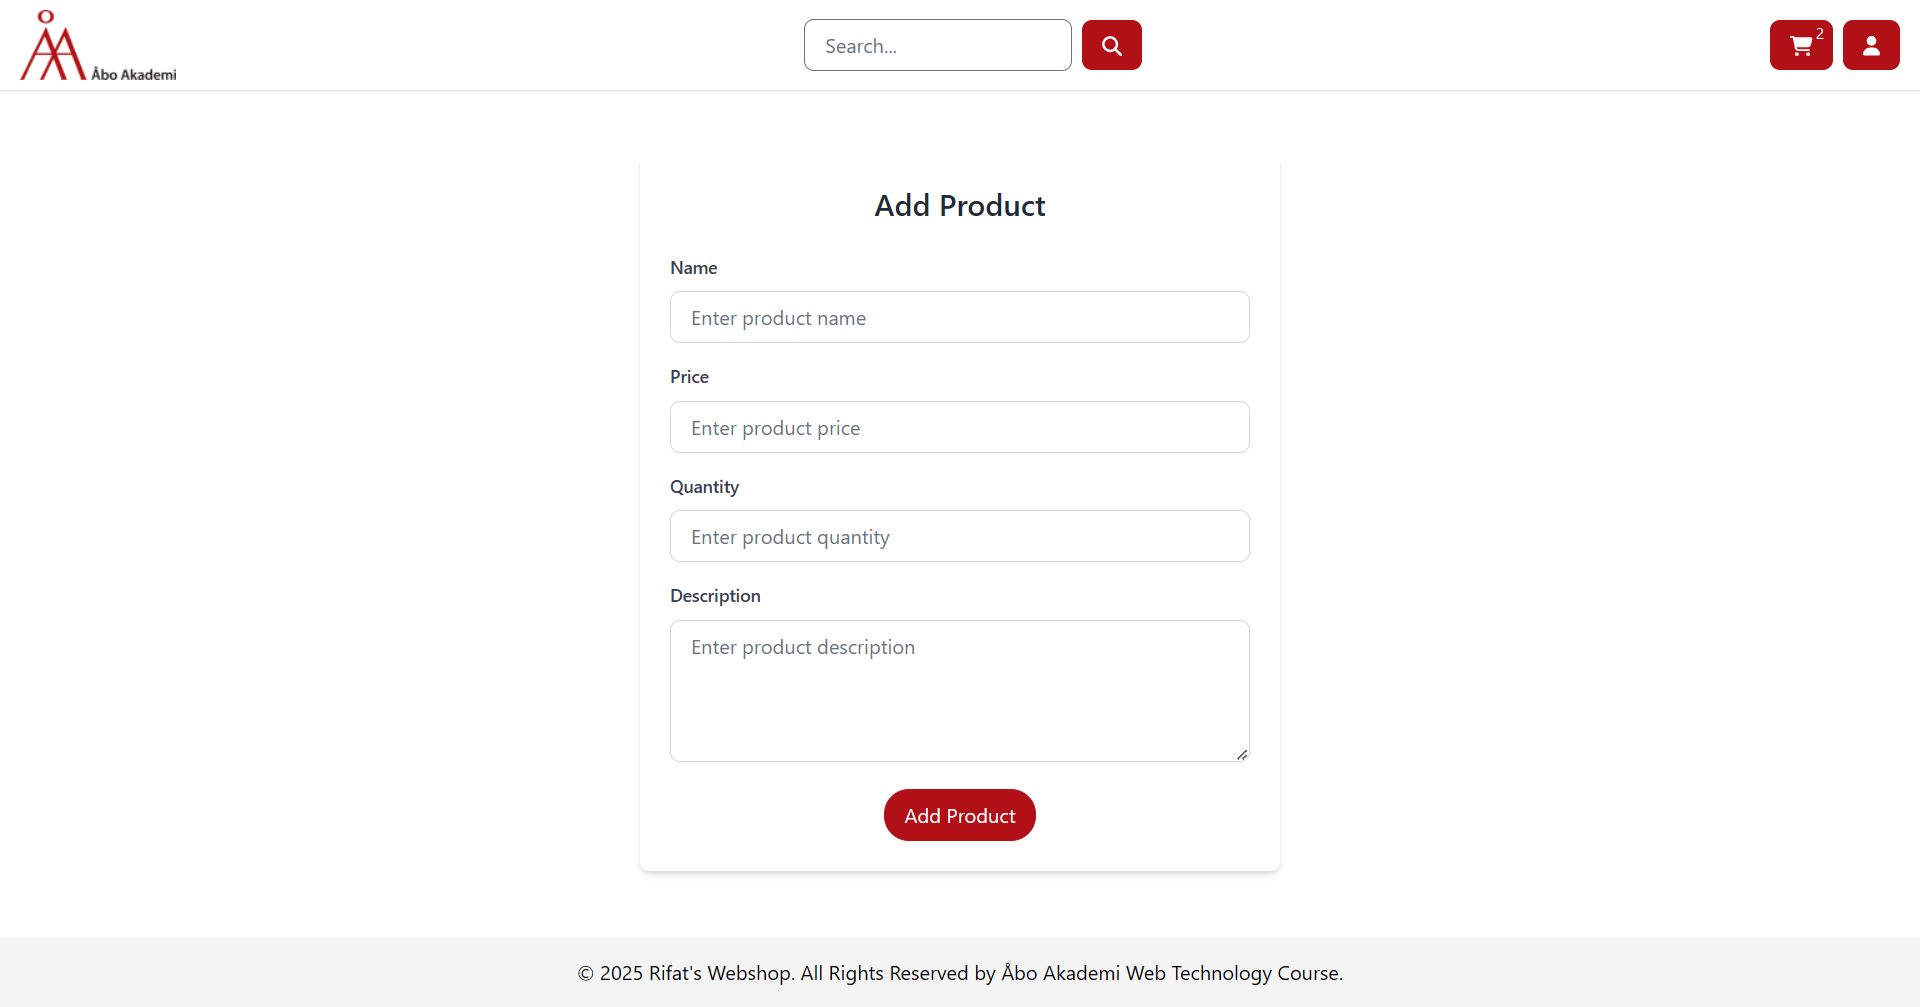 Åbo Akademi
Search...
2
Add Product
Name
Enter product name
Price
Enter product price
Quantity
Enter product quantity
Description
Enter product description
Add Product
© 2025 Rifat's Webshop. All Rights Reserved by Åbo Akademi Web Technology Course.